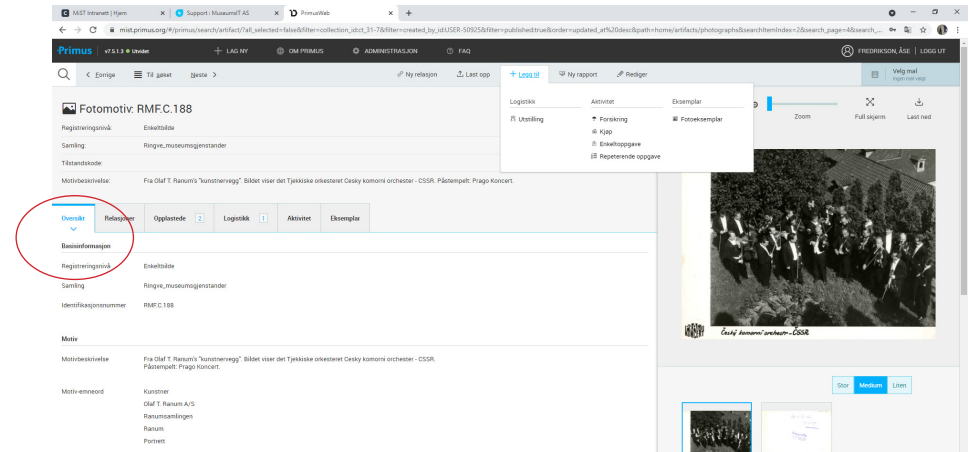 MiST Intranett | Hjem
Support : MuseumsIT AS
PrimusWeb
mist.primus.org/#/primus/search/artifact/?all_selected=false&filter=collection_idɛct_31-7&filter=created_by_id:USER-50925&filter=published:true&order=updated_at%20desc&path=home/artifacts/photographs&searchItemIndex=2&search_page=4&search_...
Primus v7.5.1.3 Utvidet + LAG NY OM PRIMUS ADMINISTRASJON FAQ FREDRIKSON, ÅSE | LOGG UT
< Forrige Til søket Neste > Ny relasjon Last opp + Legg til Ny rapport Rediger Velg mal
Ingen mal valgt
Logistikk Aktivitet Eksemplar
Utstilling Forsikring Fotoeksemplar
Kjøp
Enkeltoppgave
Repeterende oppgave
Zoom Full skjerm Last ned
Fotomotiv: RMF.C.188
Registreringsnivå: Enkeltbilde
Samling: Ringve_museumsgjenstander
Tilstandskode:
Motivbeskrivelse: Fra Olaf T. Ranum's "kunstnervegg". Bildet viser det Tjekkiske orkesteret Cesky komorni orchester - CSSR. Påstempelt: Prago Koncert.
Oversikt Relasjoner Opplastede 2 Logistikk 1 Aktivitet Eksemplar
Basisinformasjon
Registreringsnivå Enkeltbilde
Samling Ringve_museumsgjenstander
Identifikasjonsnummer RMF.C.188
Motiv
Motivbeskrivelse Fra Olaf T. Ranum's "kunstnervegg". Bildet viser det Tjekkiske orkesteret Cesky komorni orchester - CSSR.
Påstempelt: Prago Koncert.
Motiv-emneord Kunstner
Olaf T. Ranum A/S
Ranumsamlingen
Ranum
Portrett
Český komorní orchestr - ČSSR.
Stor Medium Liten